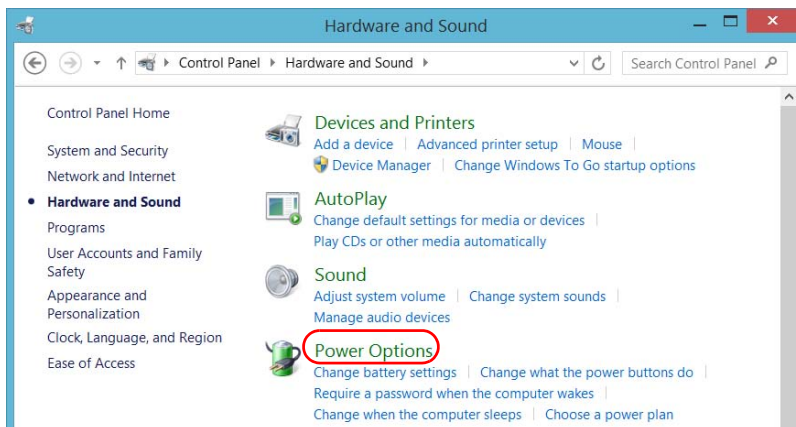 Hardware and Sound
Control Panel Hardware and Sound
Search Control Panel
Control Panel Home
System and Security
Network and Internet
Hardware and Sound
Programs
User Accounts and Family
Safety
Appearance and
Personalization
Clock, Language, and Region
Ease of Access
Devices and Printers
Add a device Advanced printer setup Mouse
Device Manager Change Windows To Go startup options
AutoPlay
Change default settings for media or devices
Play CDs or other media automatically
Sound
Adjust system volume Change system sounds
Manage audio devices
Power Options
Change battery settings Change what the power buttons do
Require a password when the computer wakes
Change when the computer sleeps Choose a power plan